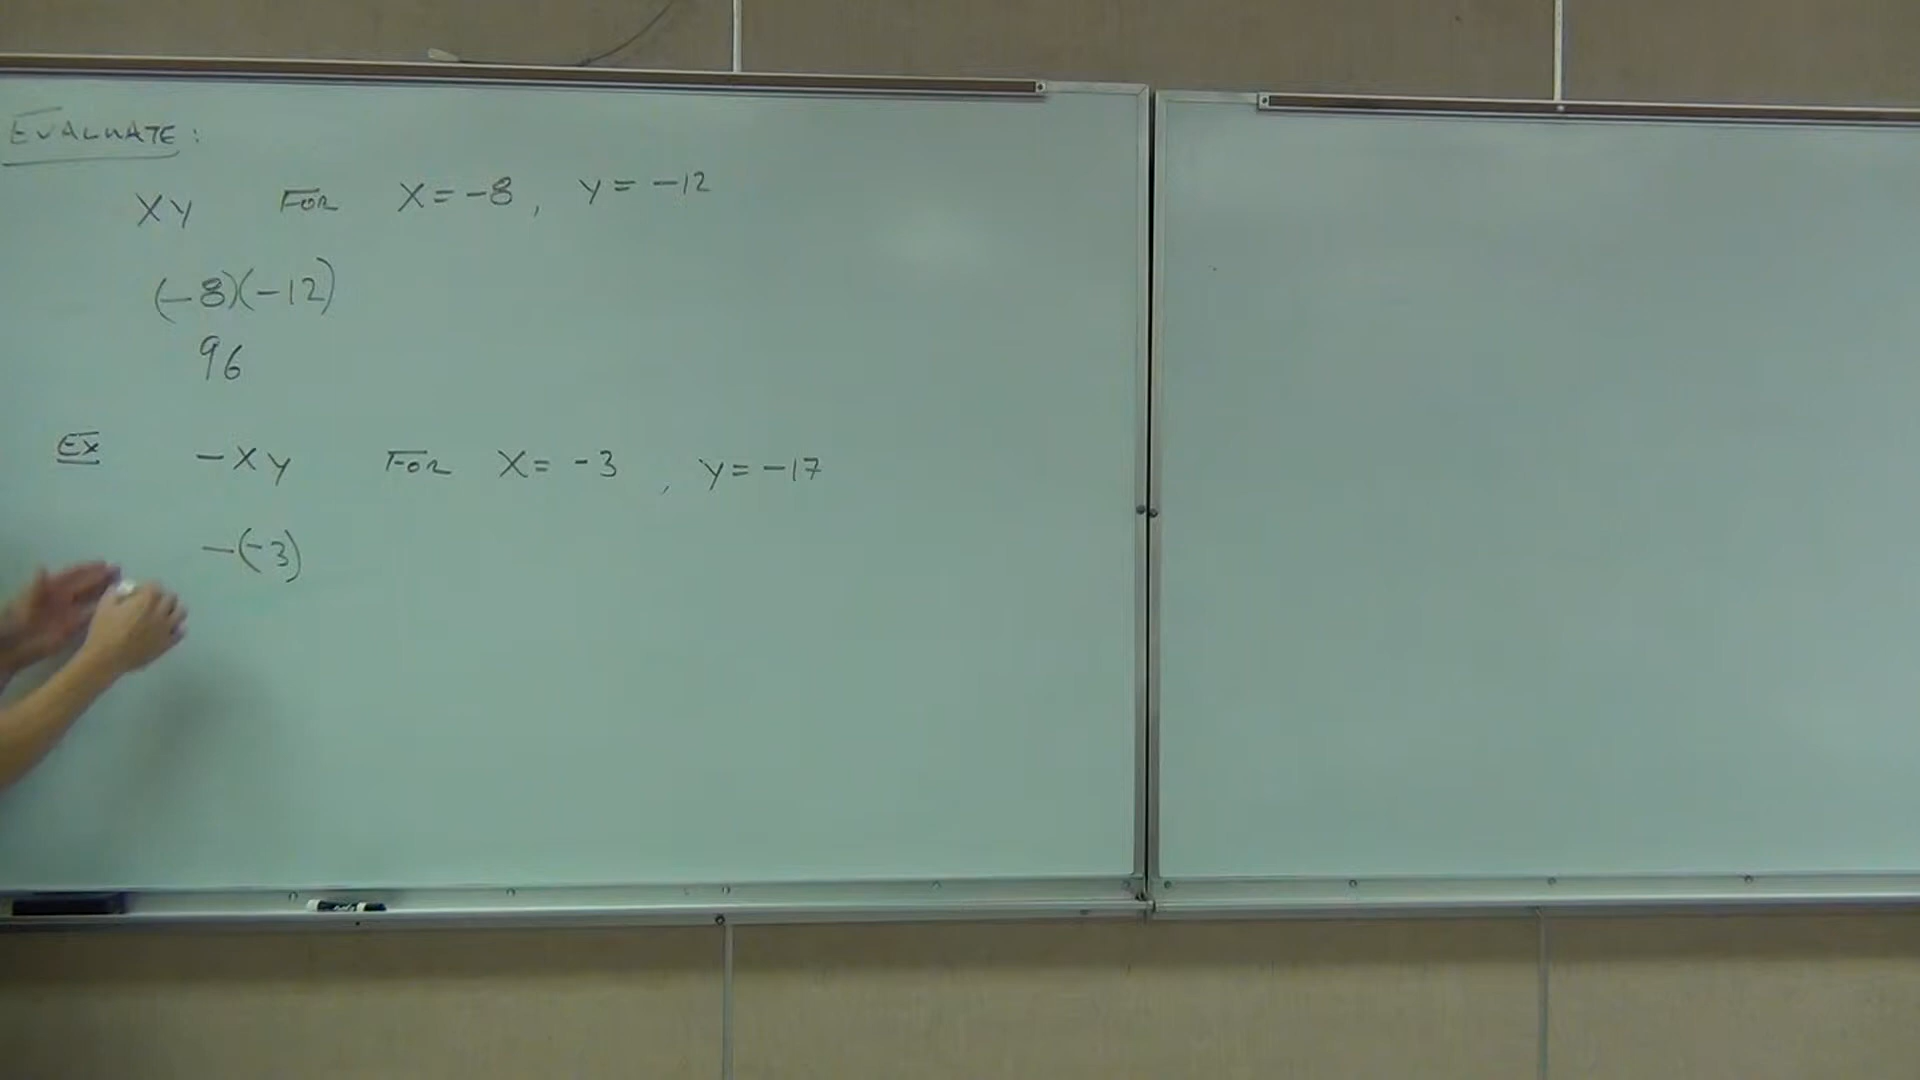 EVALUATE:
XY FOR X=-8, Y=-12
(-8)(-12)
96
EX -XY FOR X=-3, Y=-17
-(-3)